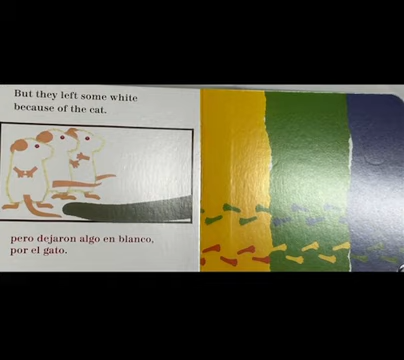 But they left some white
because of the cat.
pero dejaron algo en blanco,
por el gato.